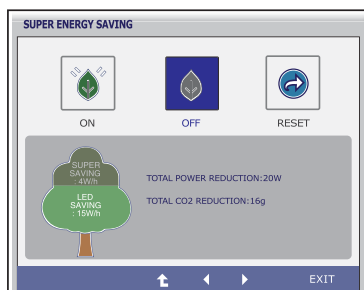 SUPER ENERGY SAVING
ON
OFF
RESET
SUPER
SAVING
: 4W/h
LED
SAVING
: 15W/h
TOTAL POWER REDUCTION:20W
TOTAL CO2 REDUCTION:16g
EXIT